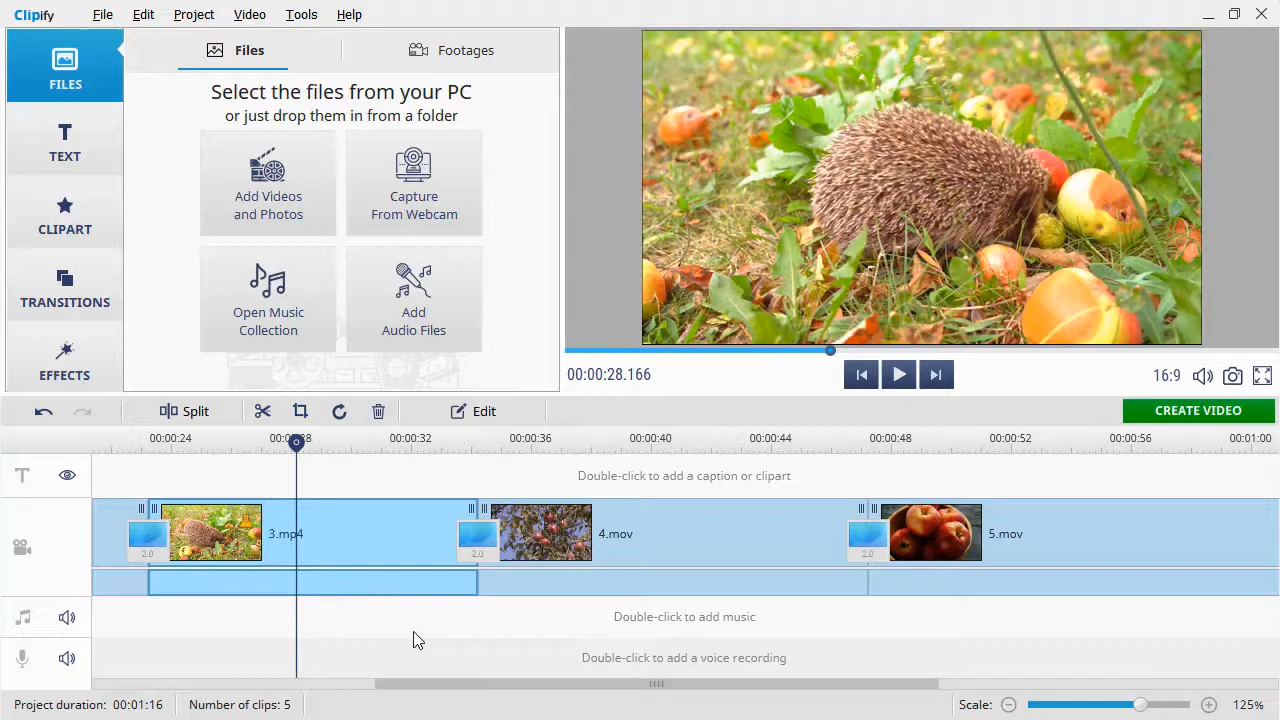 Clipify File Edit Project Video Tools Help
FILES
TEXT
CLIPART
TRANSITIONS
EFFECTS
Files Footages
Select the files from your PC
or just drop them in from a folder
Add Videos
and Photos
Capture
From Webcam
Open Music
Collection
Add
Audio Files
00:00:28.166 16:9
Split Edit CREATE VIDEO
00:00:24 00:00:32 00:00:36 00:00:40 00:00:44 00:00:48 00:00:52 00:00:56 00:01:00
T Double-click to add a caption or clipart
2.0 3.mp4 2.0 4.mov 2.0 5.mov
Double-click to add music
Double-click to add a voice recording
Project duration: 00:01:16 Number of clips: 5 Scale: 125%